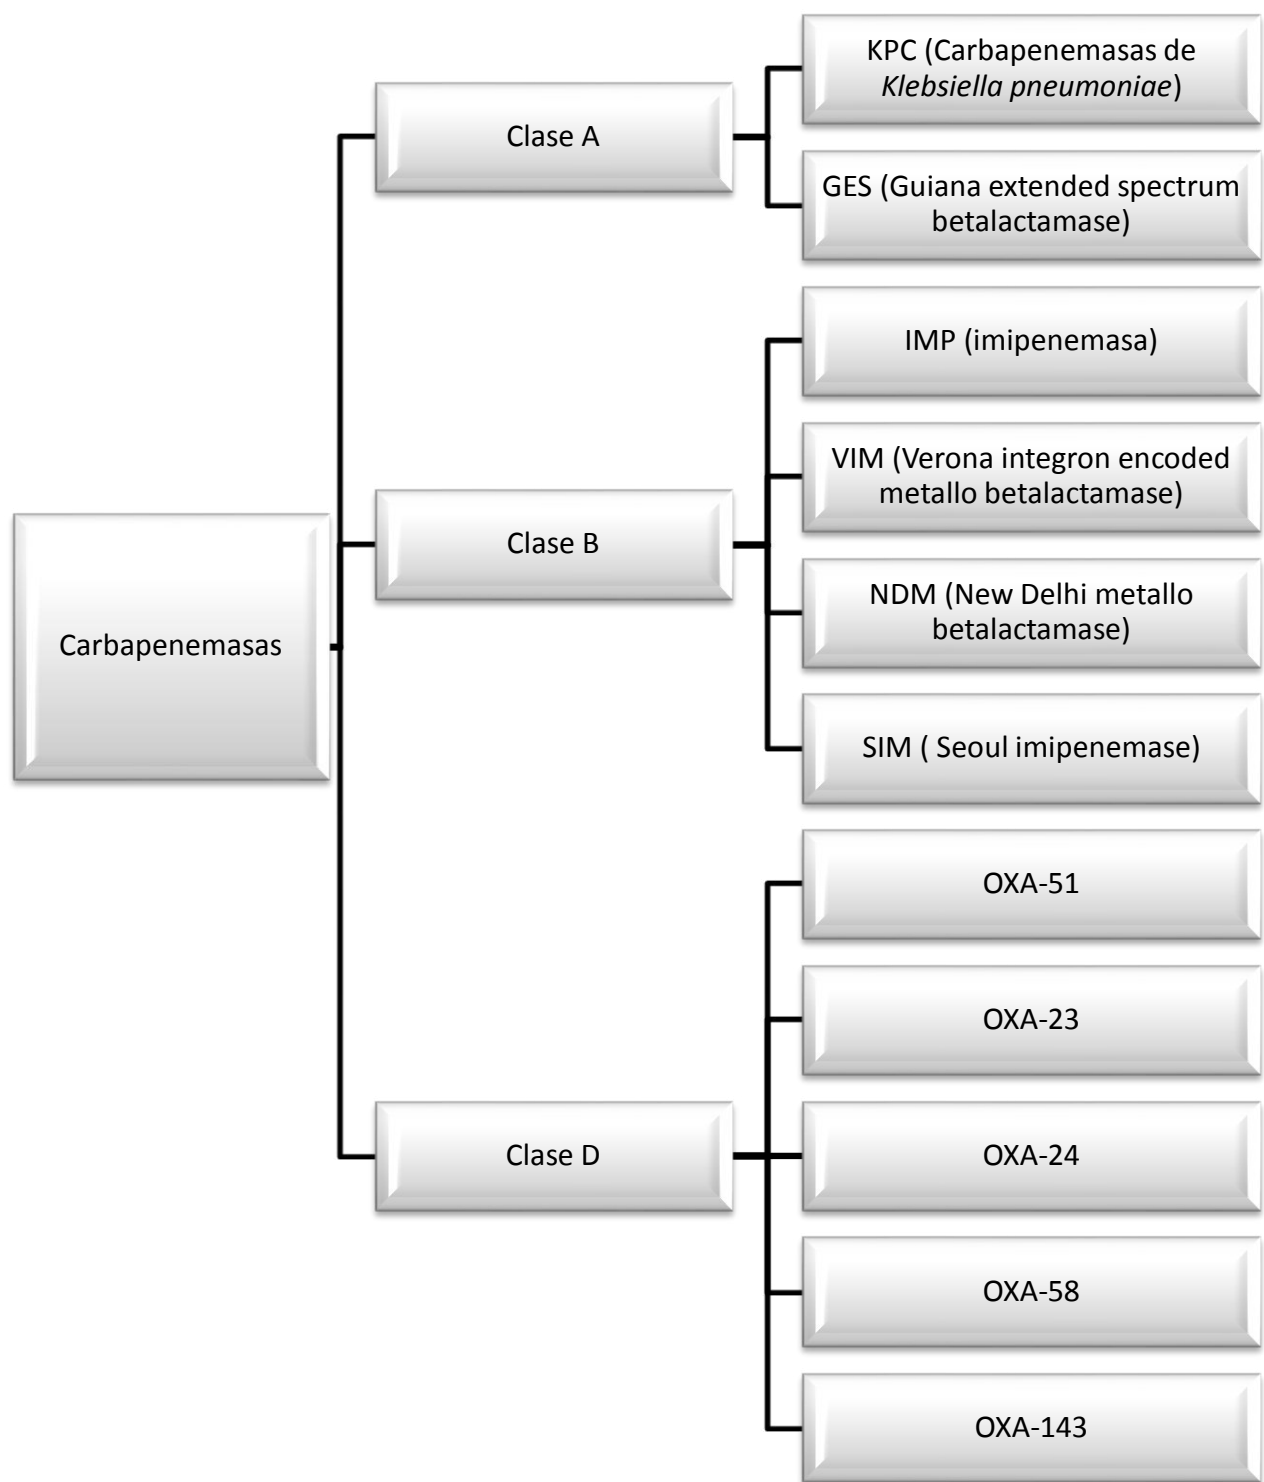 Carbapenemasas
Clase A
KPC (Carbapenemasas de
Klebsiella pneumoniae)
GES (Guiana extended spectrum
betalactamase)
Clase B
IMP (imipenemasa)
VIM (Verona integron encoded
metallo betalactamase)
NDM (New Delhi metallo
betalactamase)
SIM ( Seoul imipenemase)
Clase D
OXA-51
OXA-23
OXA-24
OXA-58
OXA-143